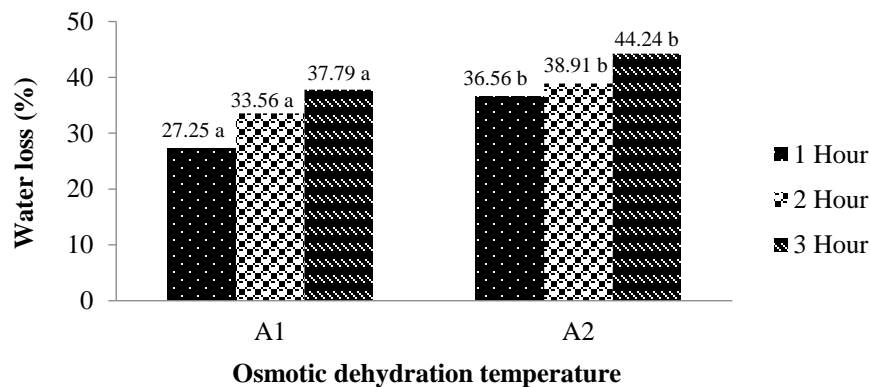 50
40
30
20
10
0
Water loss (%)
27.25 a
33.56 a
37.79 a
36.56 b
38.91 b
44.24 b
A1
A2
Osmotic dehydration temperature
1 Hour
2 Hour
3 Hour